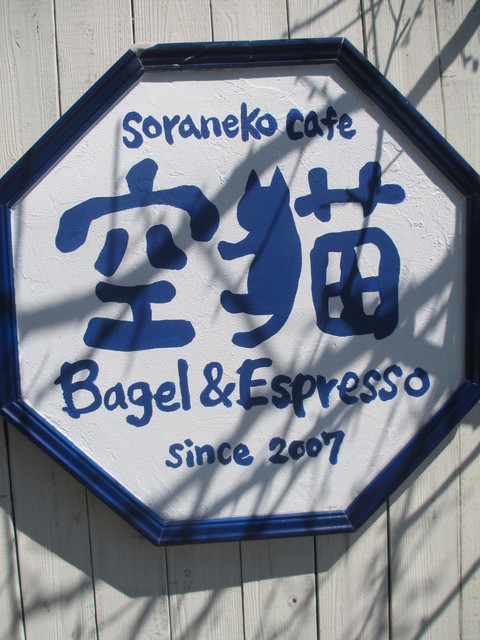 soraneko cafe
空猫
Bagel & Espresso
since 2007